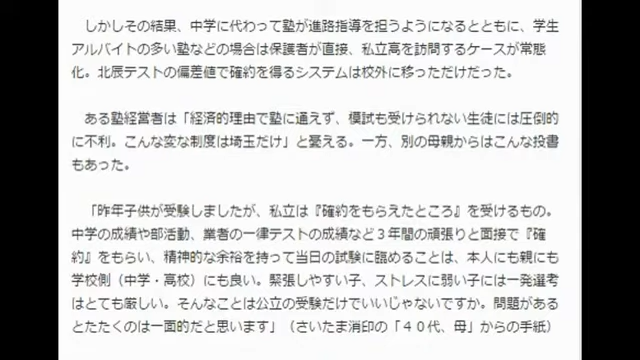 しかしその結果、中学に代わって塾が進路指導を担うようになるとともに、学生
アルバイトの多い塾などの場合は保護者が直接、私立高を訪問するケースが常態
化。北辰テストの偏差値で確約を得るシステムは校外に移っただけだった。
ある塾経営者は「経済的理由で塾に通えず、模試も受けられない生徒には圧倒的
に不利。こんな変な制度は埼玉だけ」と憂える。一方、別の母親からはこんな投書
もあった。
「昨年子供が受験しましたが、私立は『確約をもらえたところ』を受けるもの。
中学の成績や部活動、業者の一律テストの成績など３年間の頑張りと面接で『確
約』をもらい、精神的な余裕を持って当日の試験に臨めることは、本人にも親にも
学校側（中学・高校）にも良い。緊張しやすい子、ストレスに弱い子には一発選考
はとても厳しい。そんなことは公立の受験だけでいいじゃないですか。問題がある
とたたくのは一面的だと思います」（さいたま消印の「４０代、母」からの手紙）